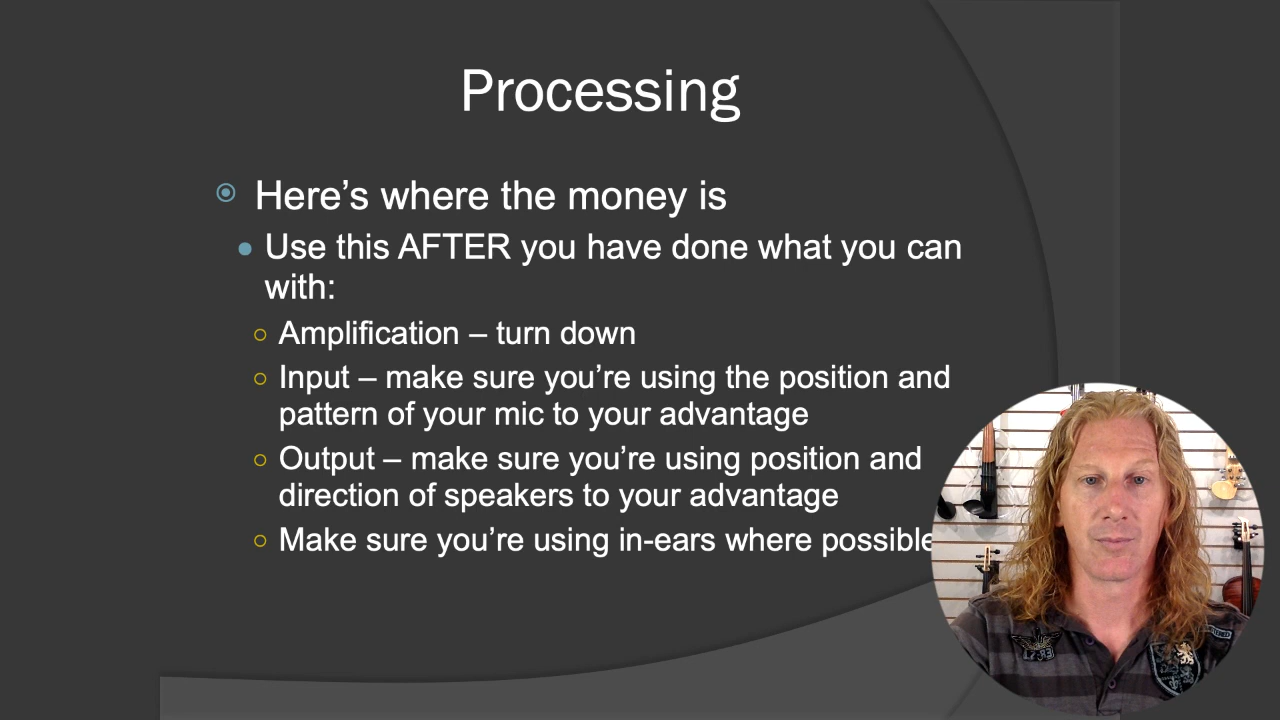 Processing
Here’s where the money is
Use this AFTER you have done what you can
with:
Amplification – turn down
Input – make sure you’re using the position and
pattern of your mic to your advantage
Output – make sure you’re using position and
direction of speakers to your advantage
Make sure you’re using in-ears where possible